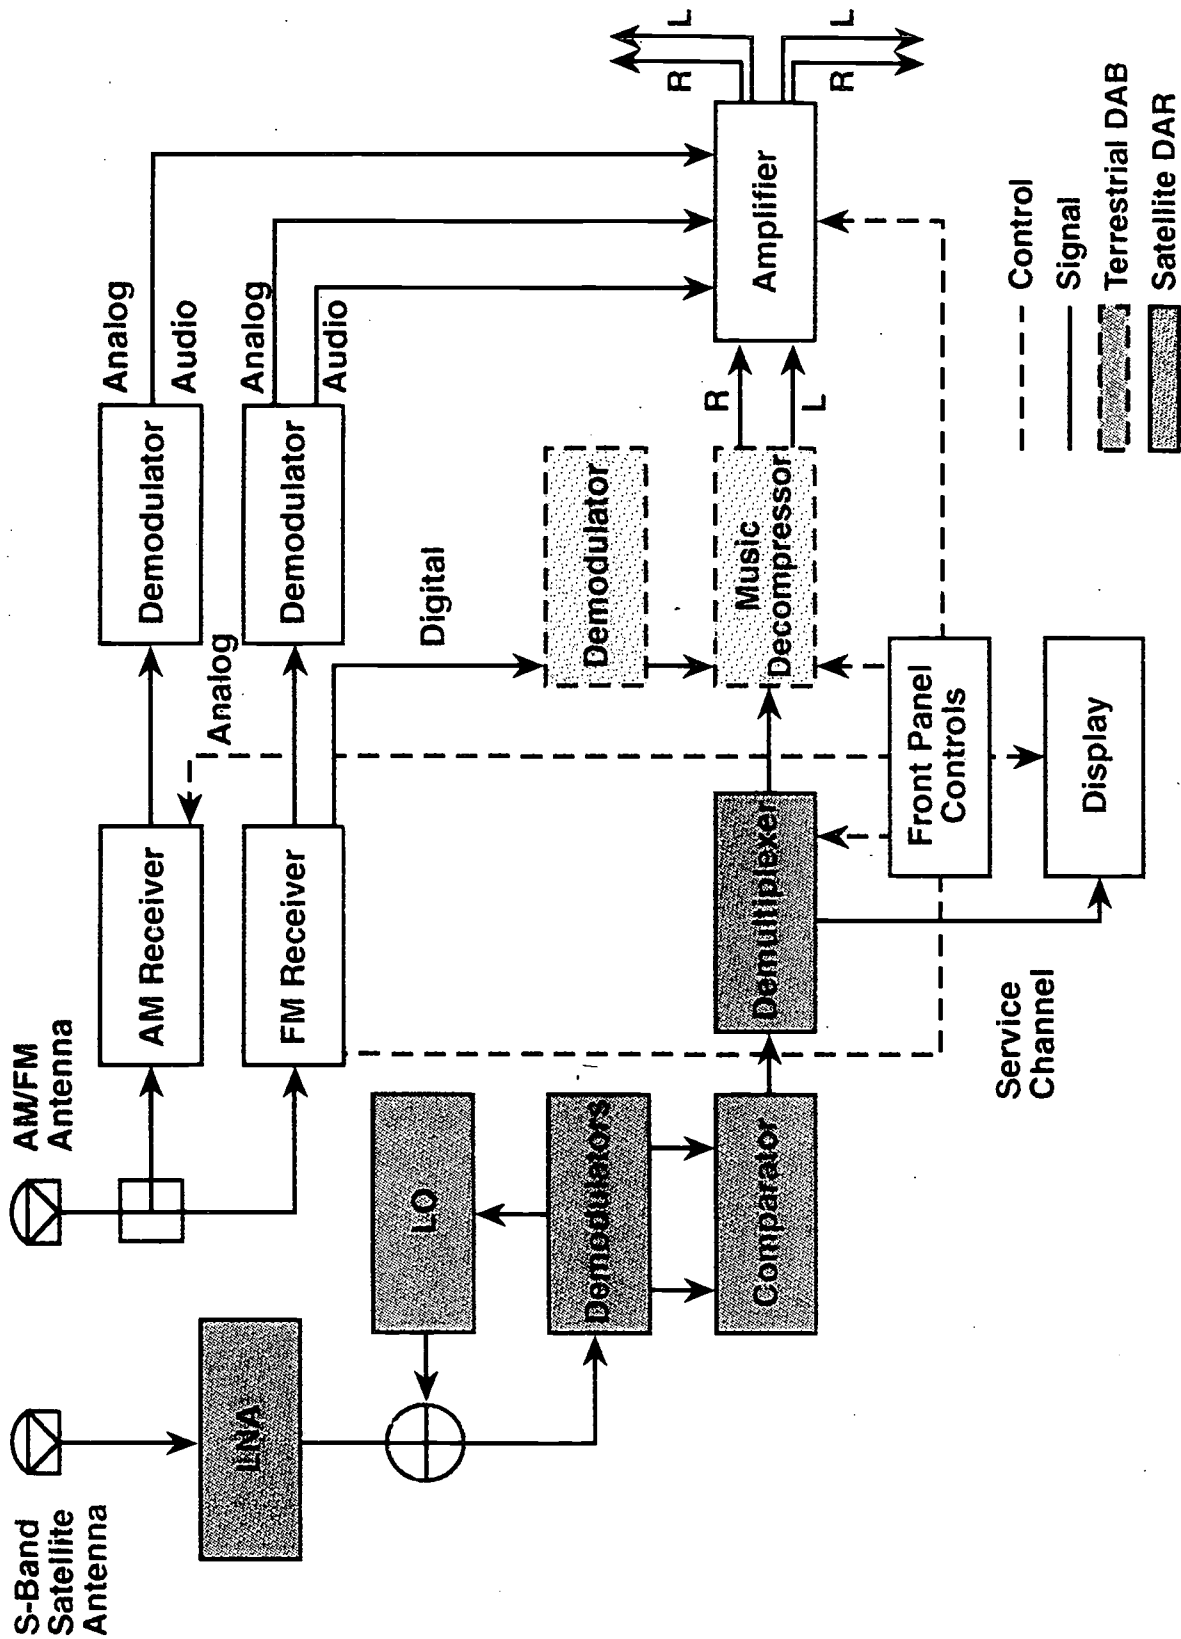 S-Band
Satellite
Antenna
AM/FM
Antenna
LNA
AM Receiver
Demodulator
Analog
Audio
Analog
FM Receiver
Demodulator
Analog
Audio
LO
Digital
Demodulators
Demodulator
Comparator
Demultiplexer
Music
Decompressor
R
L
Amplifier
R
L
R
L
Front Panel
Controls
Service
Channel
Display
Control
Signal
Terrestrial DAB
Satellite DAR